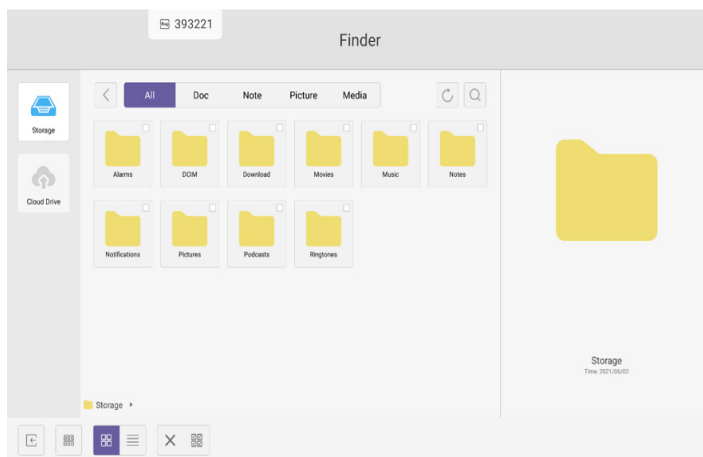 393221
Finder
Storage
Cloud Drive
All Doc Note Picture Media
Alarms DCIM Download Movies Music Notes
Notifications Pictures Podcasts Ringtones
Storage
Time: 2021/06/02
Storage